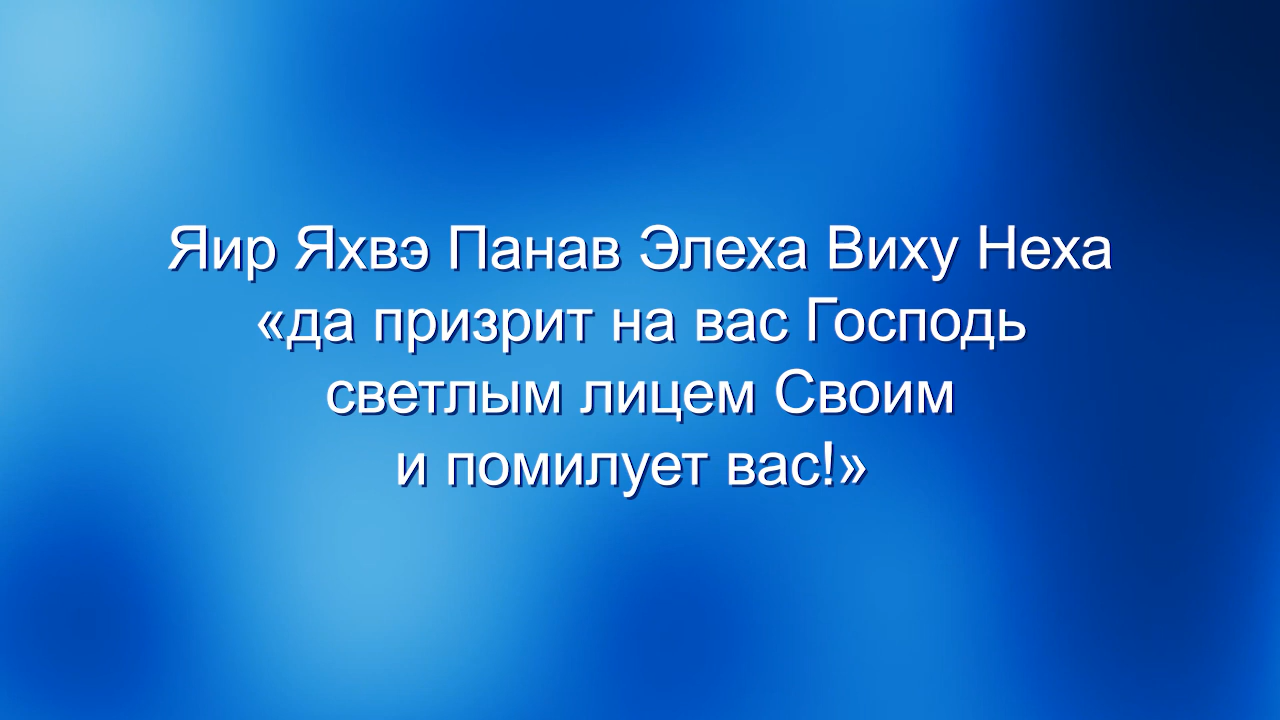 Яир Яхвэ Панав Элеха Виху Неха
«да призрит на вас Господь
светлым лицем Своим
и помилует вас!»